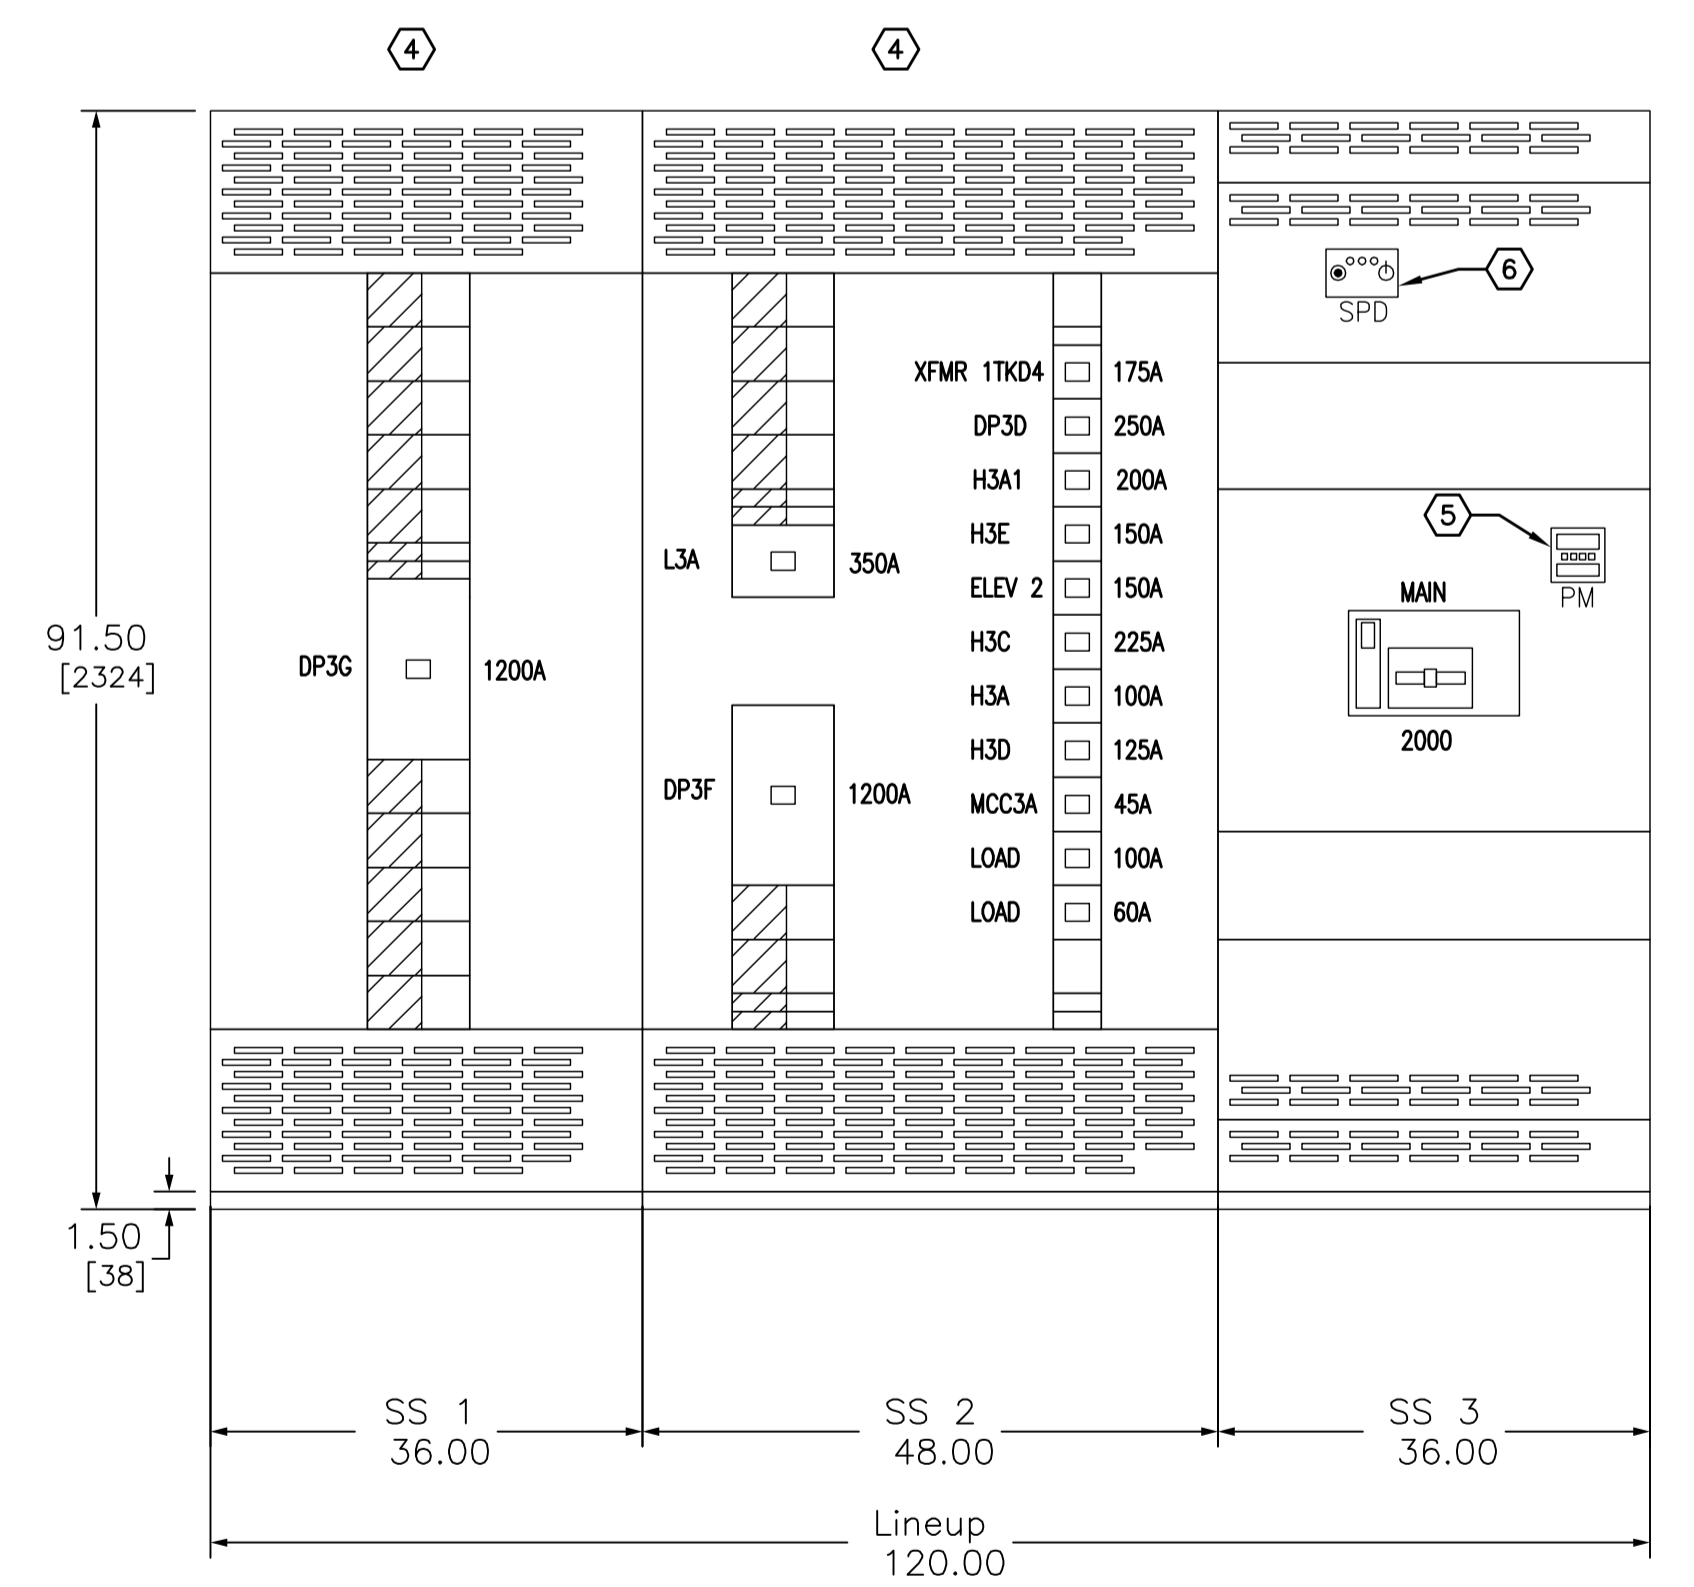 4
4
6
SPD
XFMR 1TKD4 175A
DP3D 250A
H3A1 200A
5
H3E 150A
L3A 350A
ELEV 2 150A
MAIN
PM
91.50
[2324]
H3C 225A
DP3G 1200A
H3A 100A
2000
H3D 125A
DP3F 1200A
MCC3A 45A
LOAD 100A
LOAD 60A
1.50
[38]
SS 1
36.00
SS 2
48.00
SS 3
36.00
Lineup
120.00